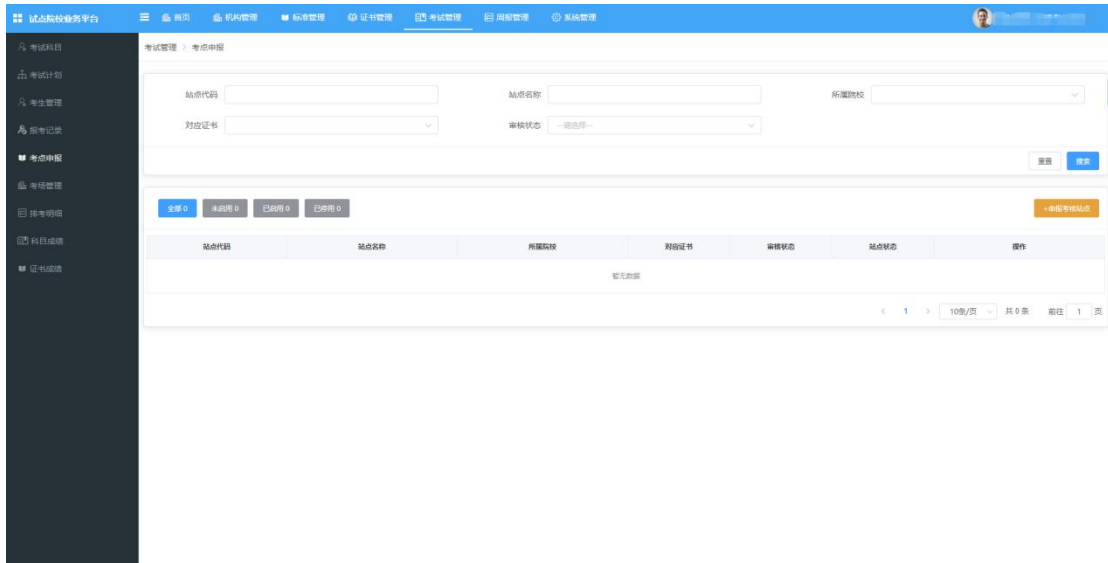 试点院校业务平台
首页 机构管理 标准管理 证书管理 考试管理 周报管理 系统管理
考试科目
考试计划
考生管理
报考记录
考点申报
考场管理
排考明细
科目成绩
证书成绩
考试管理 > 考点申报
站点代码 站点名称 所属院校
对应证书 审核状态 --请选择--
重置 搜索
全部 0 未启用 0 已启用 0 已停用 0 +申报考核站点
站点代码 站点名称 所属院校 对应证书 审核状态 站点状态 操作
暂无数据
< 1 > 10条/页 共 0 条 前往 1 页